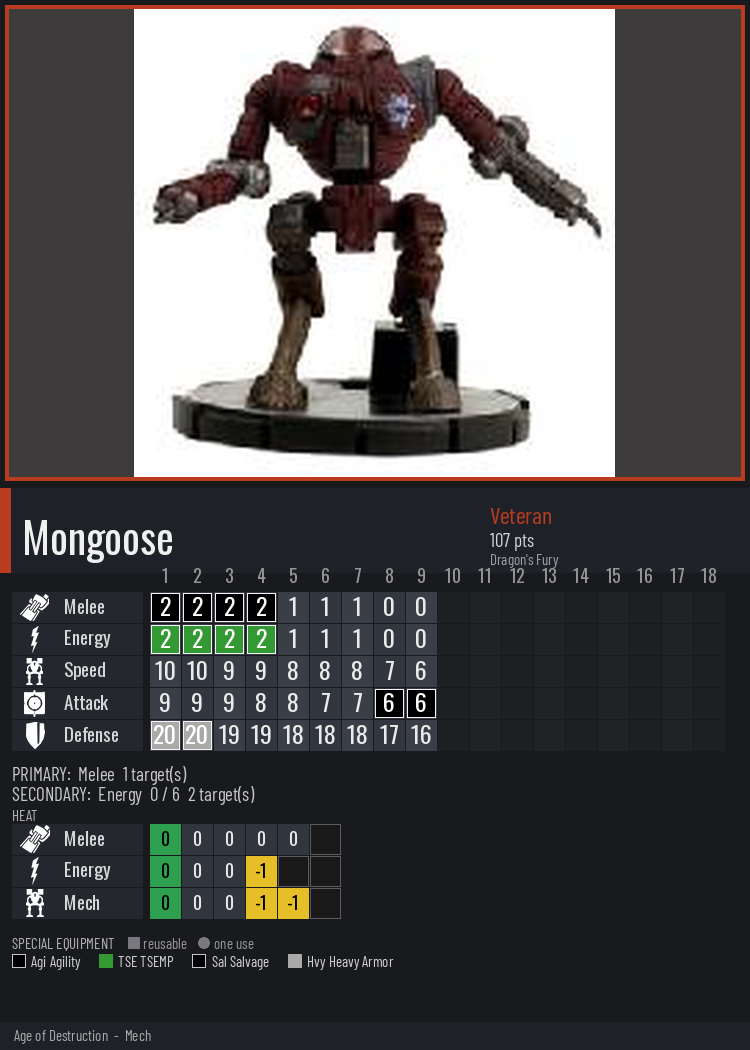 Mongoose
Veteran
107 pts
Dragon's Fury
1 2 3 4 5 6 7 8 9 10 11 12 13 14 15 16 17 18
Melee 2 2 2 2 1 1 1 0 0
Energy 2 2 2 2 1 1 1 0 0
Speed 10 10 9 9 8 8 8 7 6
Attack 9 9 9 8 8 7 7 6 6
Defense 20 20 19 19 18 18 18 17 16
PRIMARY: Melee 1 target(s)
SECONDARY: Energy 0 / 6 2 target(s)
HEAT
Melee 0 0 0 0 0
Energy 0 0 0 -1
Mech 0 0 0 -1 -1
SPECIAL EQUIPMENT reusable one use
Agi Agility TSE TSEMP Sal Salvage Hvy Heavy Armor
Age of Destruction - Mech